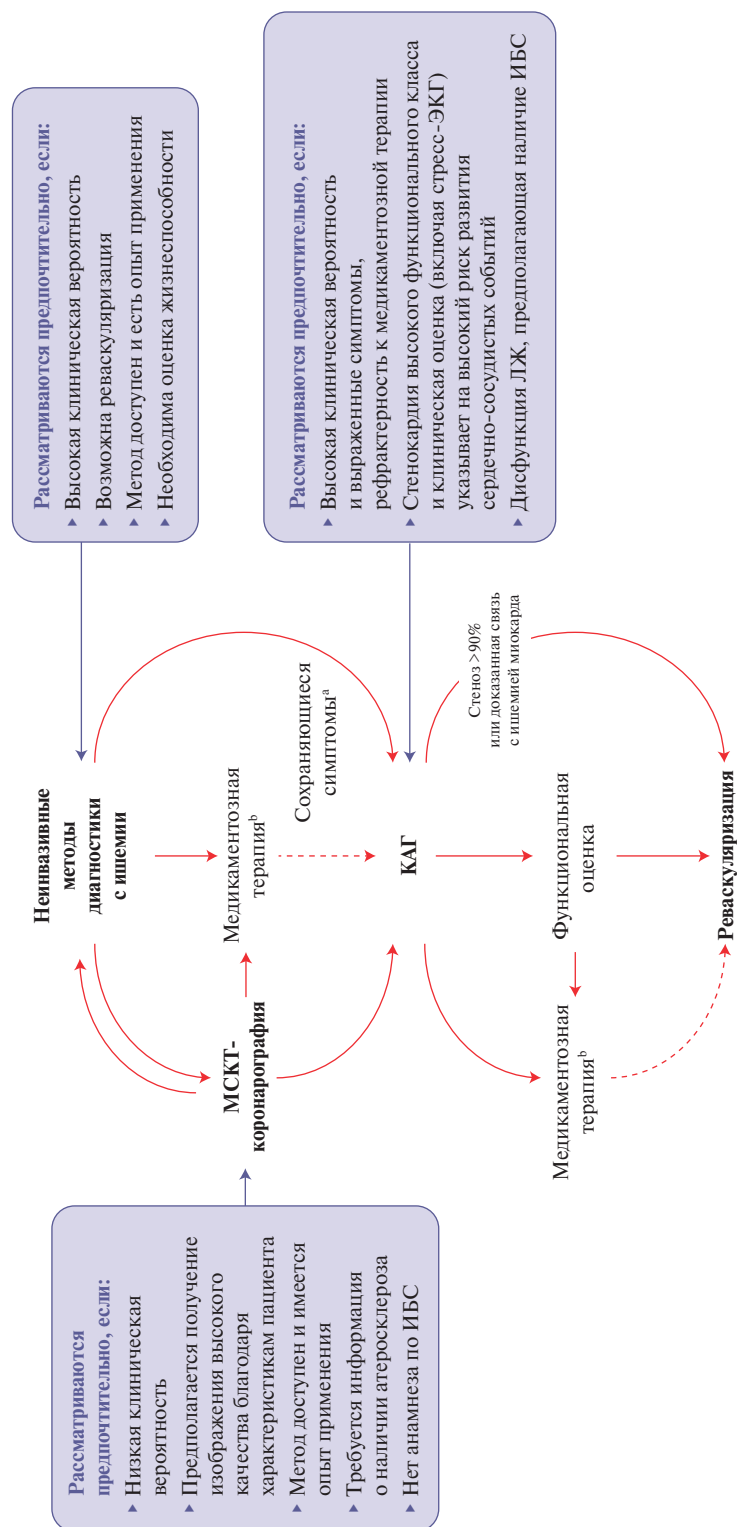 Рассматриваются
предпочтительно, если:
Низкая клиническая
вероятность
Предполагается получение
изображения высокого
качества благодаря
характеристикам пациента
Метод доступен и имеется
опыт применения
Требуется информация
о наличии атеросклероза
Нет анамнеза по ИБС
Неинвазивные
методы
диагностики
с ишемии
МСКТ-
коронарография
Медикаментозная
терапияᵇ
Сохраняющиеся
симптомыᵃ
КАГ
Стеноз >90%
или доказанная связь
с ишемией миокарда
Медикаментозная
терапияᵇ
Функциональная
оценка
Реваскуляризация
Рассматриваются предпочтительно, если:
Высокая клиническая вероятность
Возможна реваскуляризация
Метод доступен и есть опыт применения
Необходима оценка жизнеспособности
Рассматриваются предпочтительно, если:
Высокая клиническая вероятность
и выраженные симптомы,
рефрактерность к медикаментозной терапии
Стенокардия высокого функционального класса
и клиническая оценка (включая стресс-ЭКГ)
указывает на высокий риск развития
сердечно-сосудистых событий
Дисфункция ЛЖ, предполагающая наличие ИБС